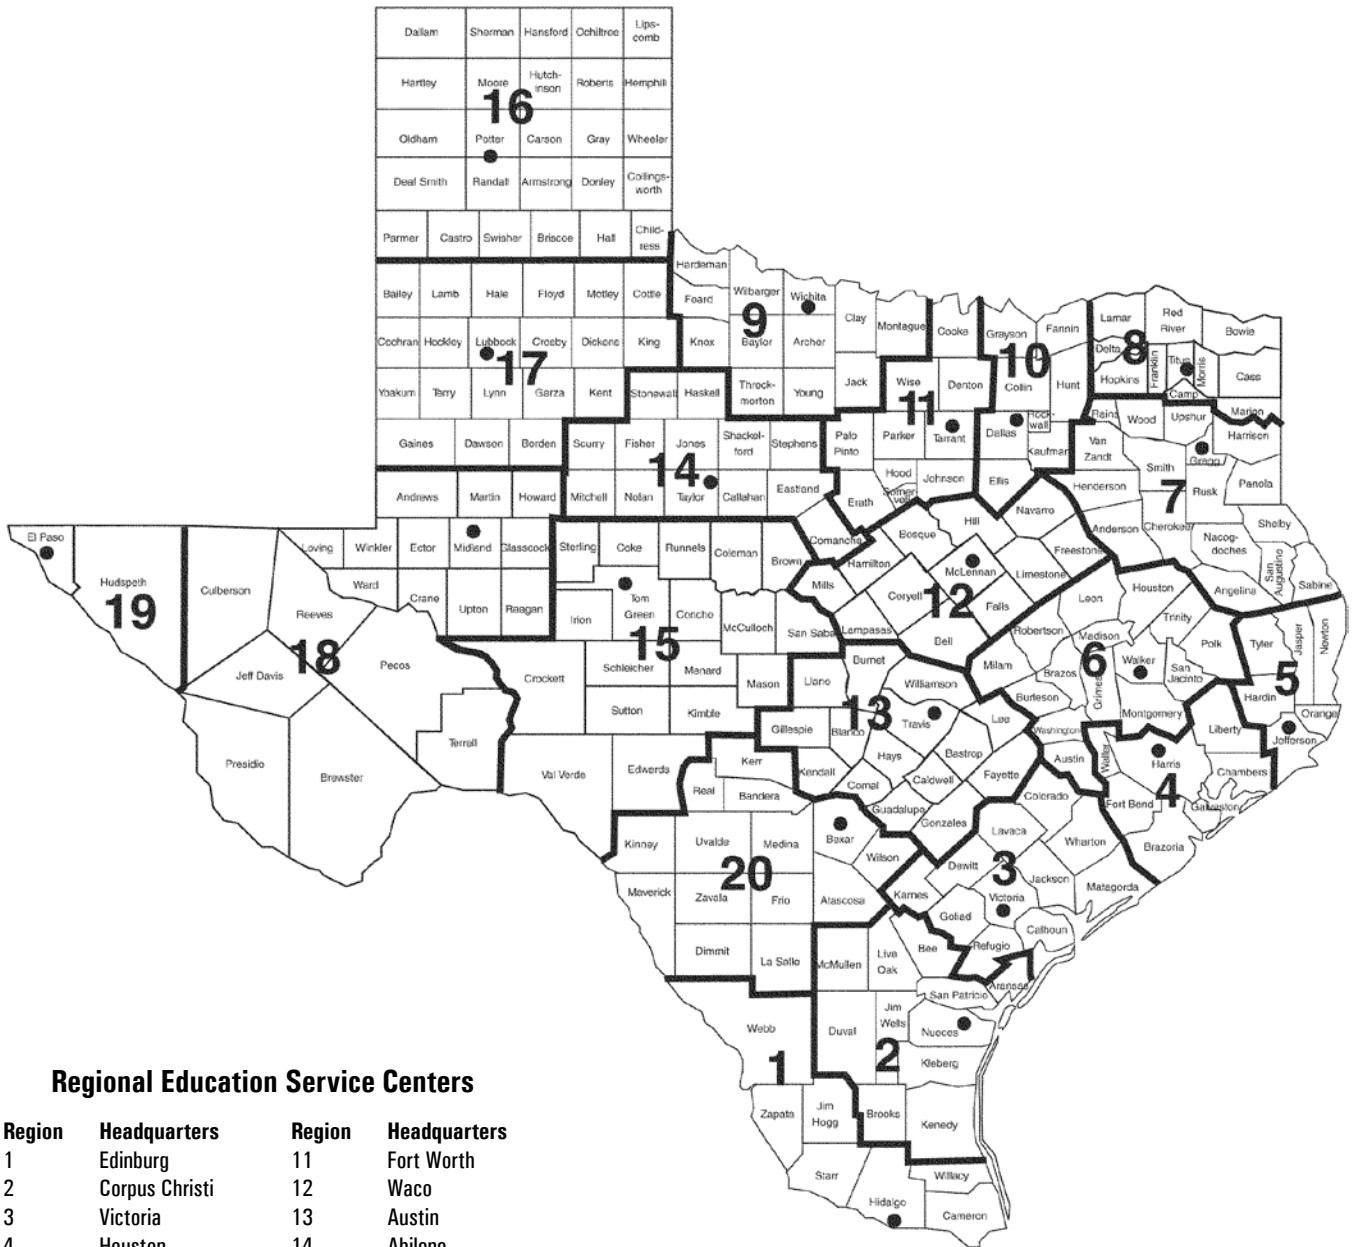 Dallam Sherman Hansford Ochiltree Lips-
comb
Hartley Moore Hutch-
inson Roberts Hemphill
16
Oldham Potter Carson Gray Wheeler
Deaf Smith Randall Armstrong Donley Collings-
worth
Parmer Castro Swisher Briscoe Hall Child-
ress
Hardeman
Bailey Lamb Hale Floyd Motley Cottle Foard Wilbarger Wichita Clay Montague Cooke Grayson Fannin Lamar Red
River Bowie
9 10 8
Cochran Hockley Lubbock Crosby Dickens King Knox Baylor Archer
17
Delta Hopkins Franklin Titus Morris Cass Camp
Yoakum Terry Lynn Garza Kent Stonewall Haskell Throck-
morton Young Jack Wise Denton Collin Hunt
11
Rains Wood Upshur Marion Harrison
Gaines Dawson Borden Scurry Fisher Jones Shackel-
ford Stephens Palo
Pinto Parker Tarrant Dallas Rock-
wall Kaufman Van
Zandt Smith Gregg
14 7
Andrews Martin Howard Mitchell Nolan Taylor Callahan Eastland Erath Hood Somer-
vell Johnson Ellis Henderson Rusk Panola
Navarro Anderson Cherokee Shelby
El Paso Loving Winkler Ector Midland Glasscock Sterling Coke Runnels Coleman Brown Comanche Bosque Hill Freestone Nacog-
doches San
Augustine Sabine
Hudspeth Culberson Ward Crane Upton Reagan Irion Tom
Green Concho McCulloch Mills Hamilton McLennan Limestone Coryell Falls Leon Houston Angelina
19 12
Reeves San Saba Lampasas Bell Robertson Madison Trinity Polk Tyler Jasper Newton
18 15 6 5
Jeff Davis Pecos Crockett Schleicher Menard Mason Llano Burnet Williamson Milam Brazos Grimes Walker San
Jacinto Hardin
Sutton Kimble Burleson Montgomery Liberty Orange
13
Presidio Brewster Terrell Val Verde Edwards Gillespie Blanco Travis Lee Washington Jefferson
Kerr Kendall Hays Bastrop Fayette Austin Waller Harris Chambers
Real Bandera Comal Caldwell Colorado Fort Bend Galveston
4
Guadalupe Gonzales Lavaca Wharton Brazoria
Kinney Uvalde Medina Bexar Wilson Dewitt Jackson Matagorda
20 3
Maverick Zavala Frio Atascosa Karnes Goliad Victoria Calhoun
Dimmit La Salle McMullen Live
Oak Bee Refugio Aransas
San Patricio
Webb Duval Jim
Wells Nueces
1 2
Kleberg
Zapata Jim
Hogg Brooks Kenedy
Starr Hidalgo Willacy
Cameron
Regional Education Service Centers
Region Headquarters Region Headquarters
1 Edinburg 11 Fort Worth
2 Corpus Christi 12 Waco
3 Victoria 13 Austin
4 Houston 14 Abilene